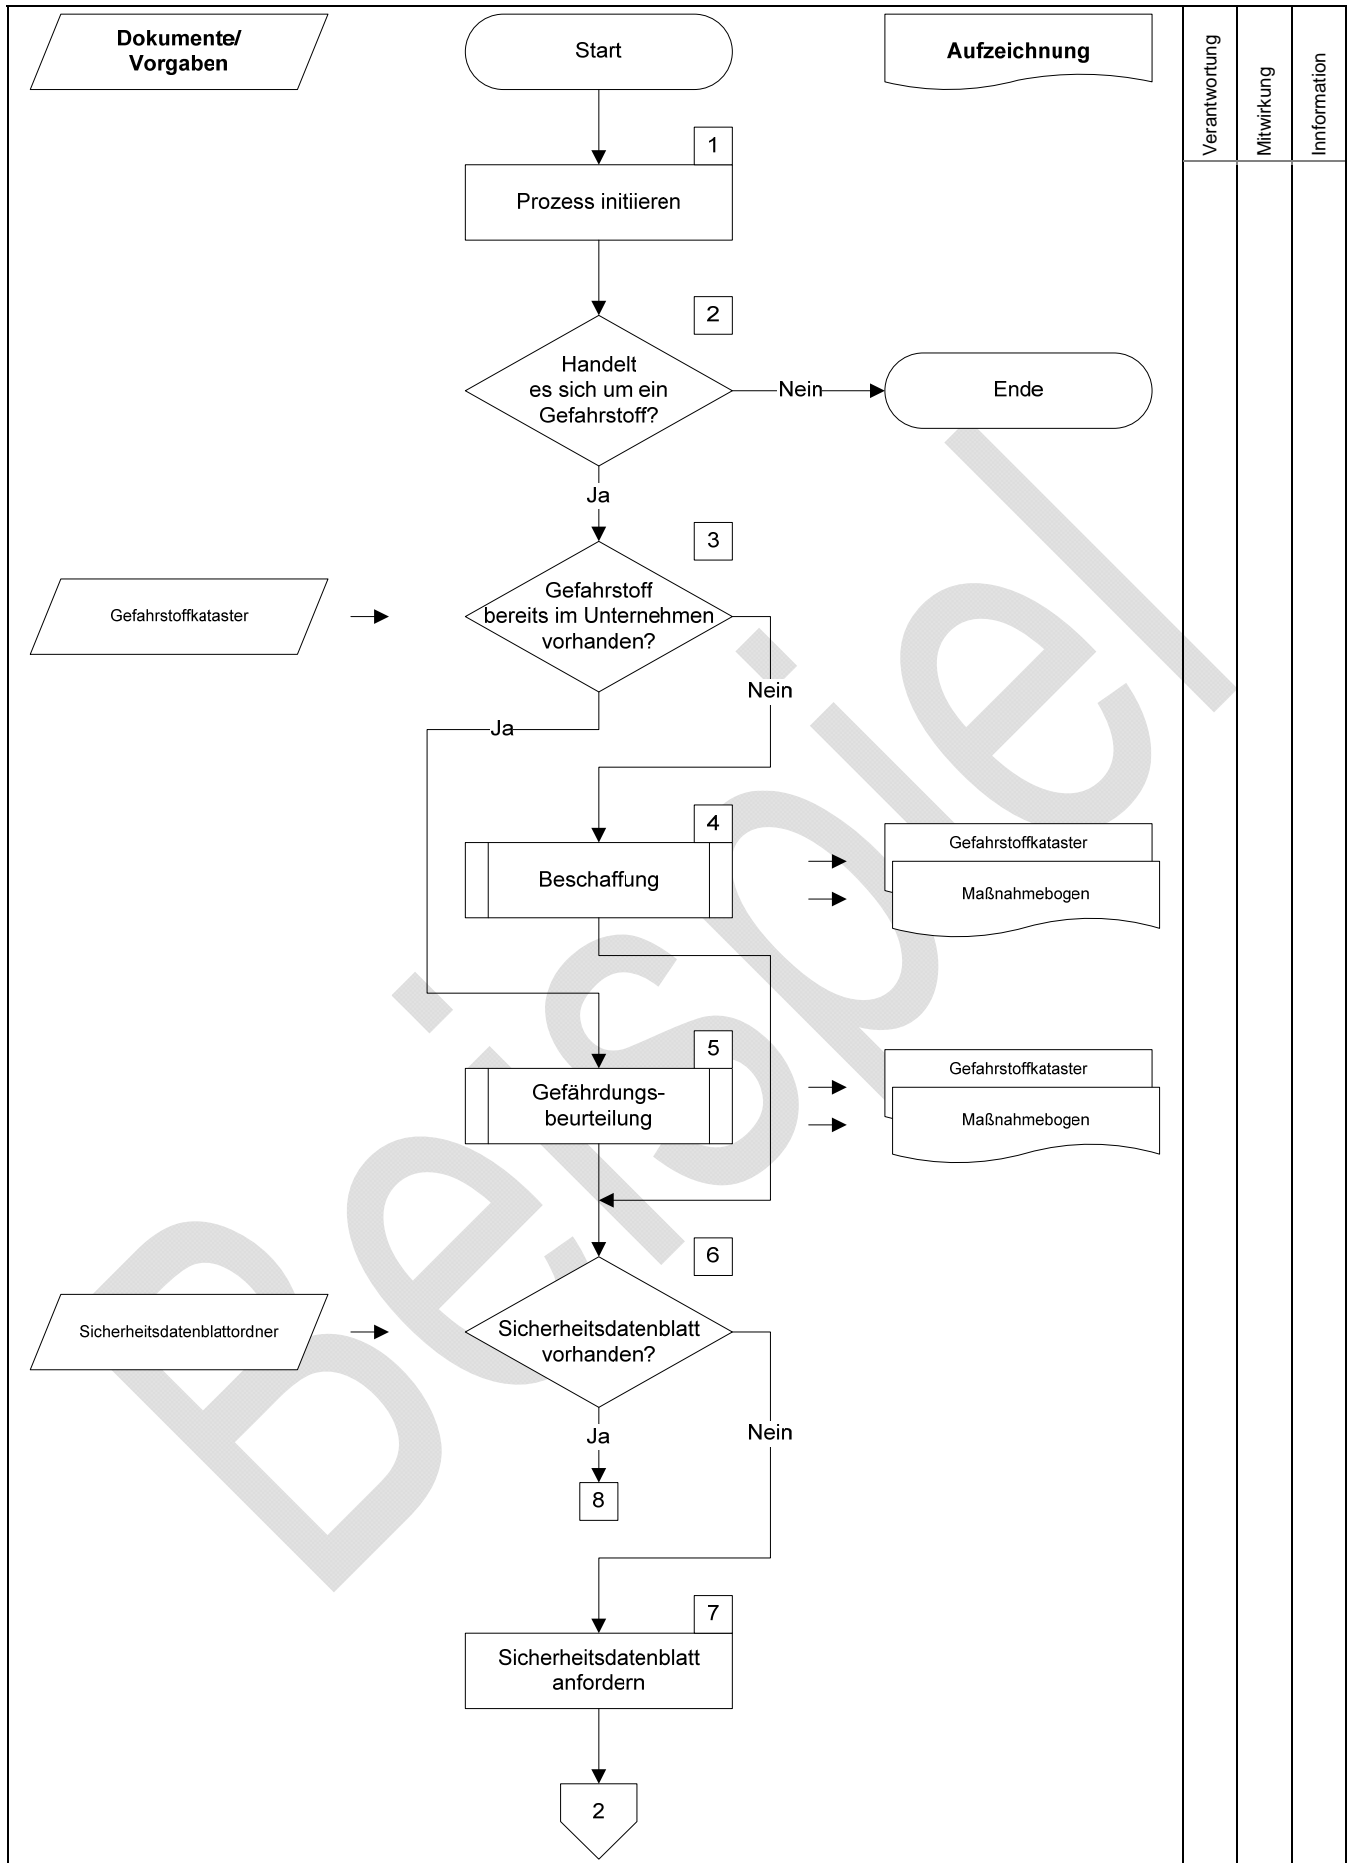 Dokumente/
Vorgaben
Start
Aufzeichnung
Verantwortung
Mitwirkung
Innformation
1
Prozess initiieren
2
Handelt
es sich um ein
Gefahrstoff?
Nein
Ende
Ja
3
Gefahrstoffkataster
Gefahrstoff
bereits im Unternehmen
vorhanden?
Nein
Ja
4
Beschaffung
Gefahrstoffkataster
Maßnahmebogen
5
Gefährdungs-
beurteilung
Gefahrstoffkataster
Maßnahmebogen
6
Sicherheitsdatenblattordner
Sicherheitsdatenblatt
vorhanden?
Ja
Nein
8
7
Sicherheitsdatenblatt
anfordern
2
Beispiel